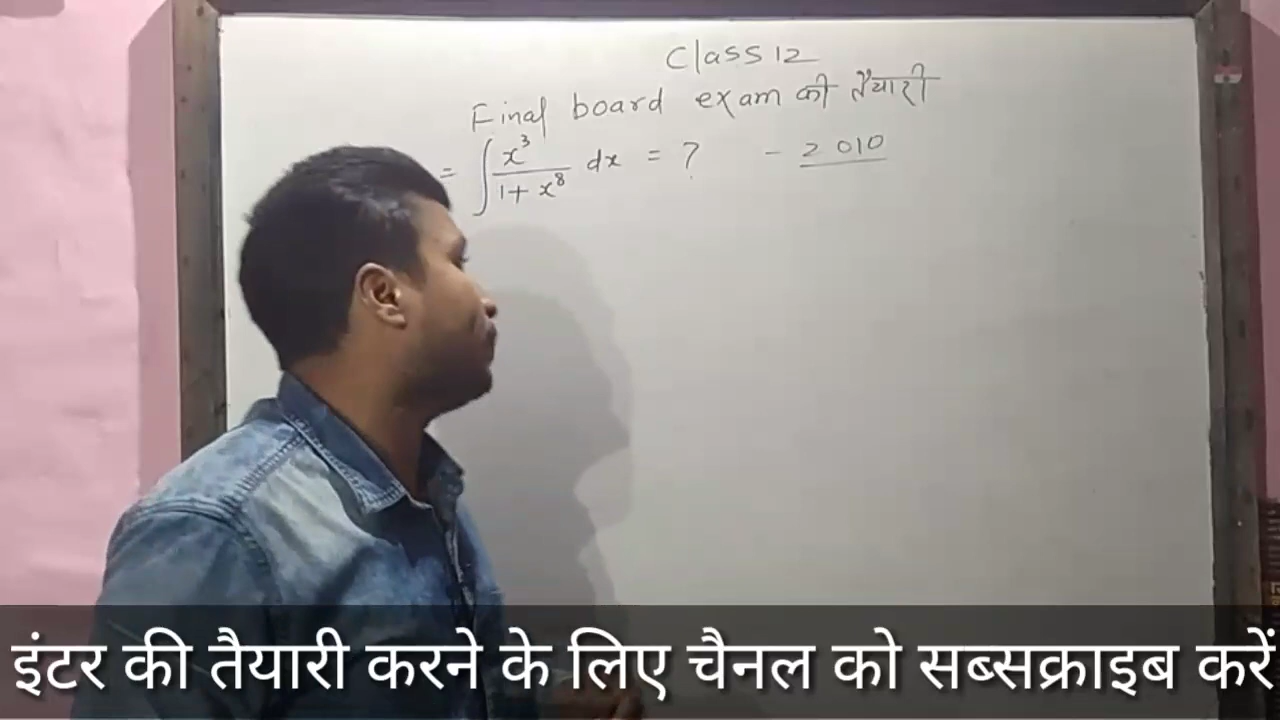 Class 12
Final board exam की तैयारी
= ∫ x³/(1+x⁸) dx = ? - 2010
इंटर की तैयारी करने के लिए चैनल को सब्सक्राइब करें